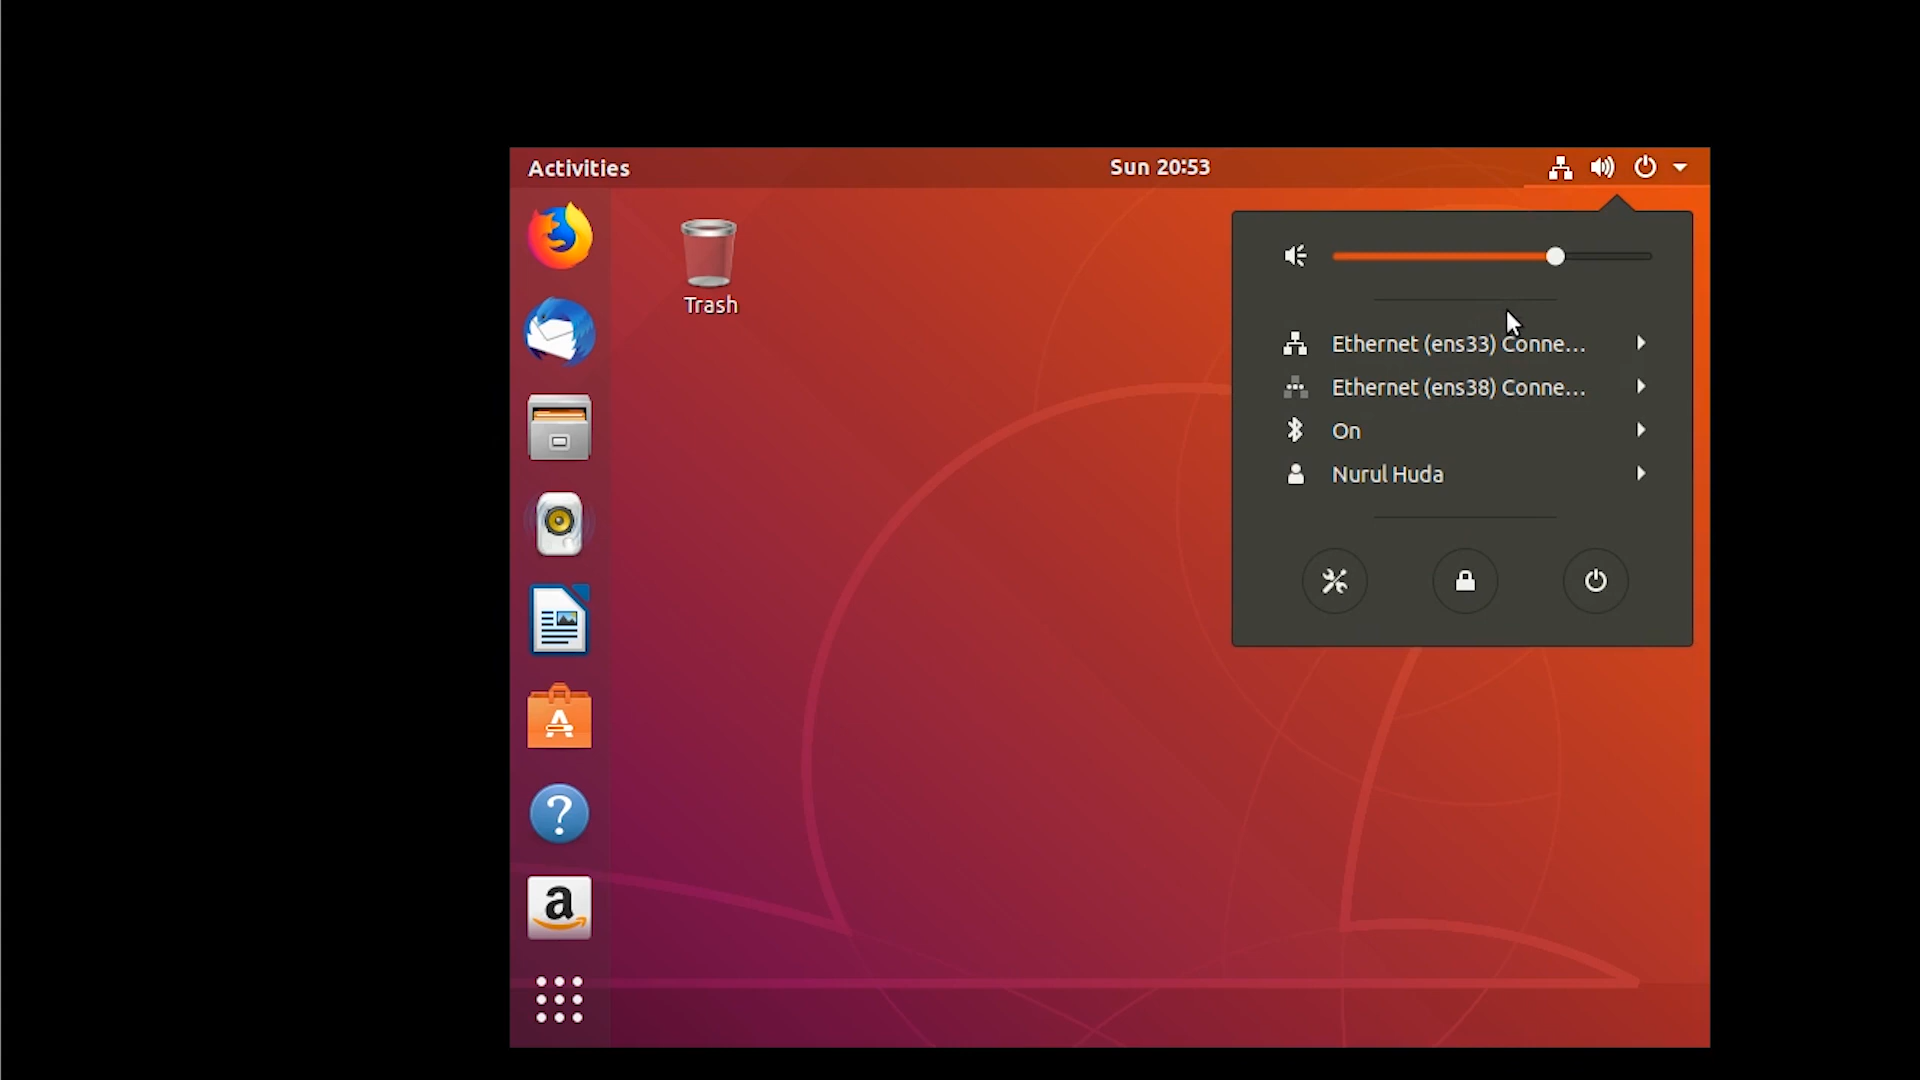 Activities
Sun 20:53
Trash
Ethernet (ens33) Conne...
Ethernet (ens38) Conne...
On
Nurul Huda